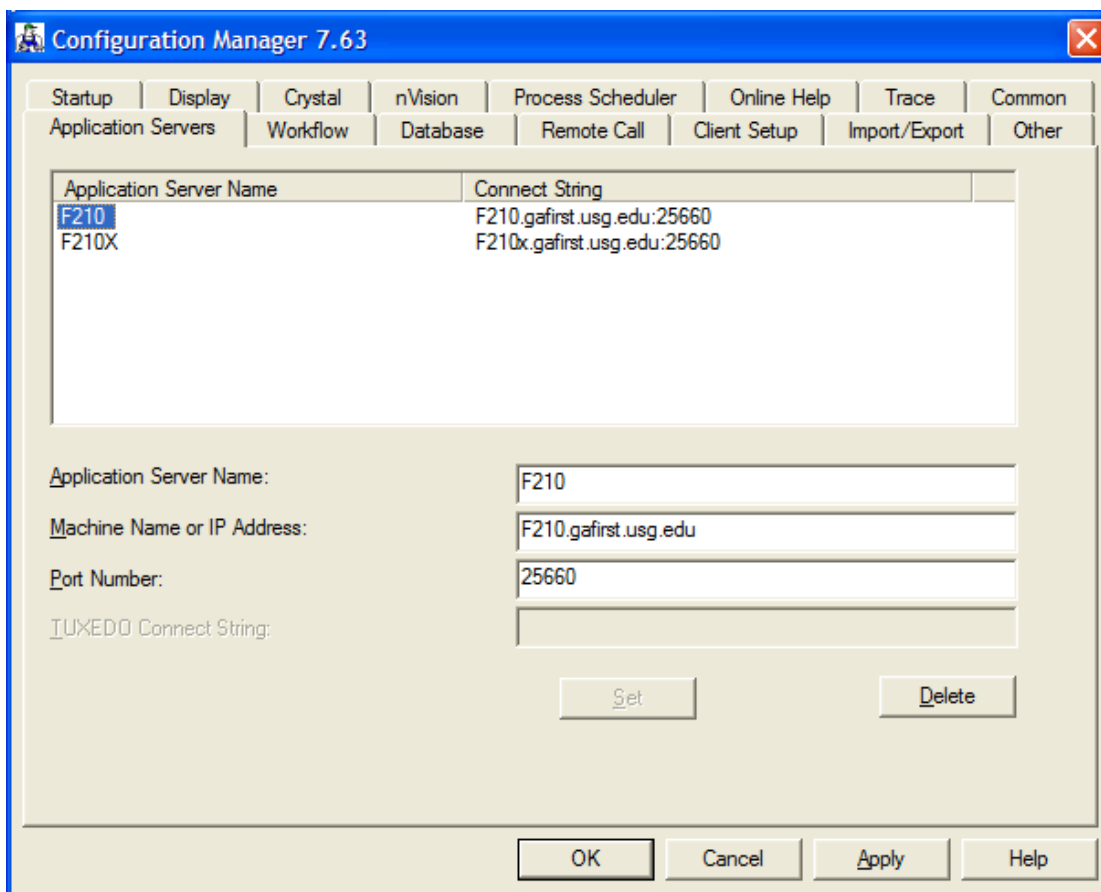 Configuration Manager 7.63
Startup Display Crystal nVision Process Scheduler Online Help Trace Common
Application Servers Workflow Database Remote Call Client Setup Import/Export Other
Application Server Name Connect String
F210 F210.gafirst.usg.edu:25660
F210X F210x.gafirst.usg.edu:25660
Application Server Name: F210
Machine Name or IP Address: F210.gafirst.usg.edu
Port Number: 25660
TUXEDO Connect String:
Set Delete
OK Cancel Apply Help